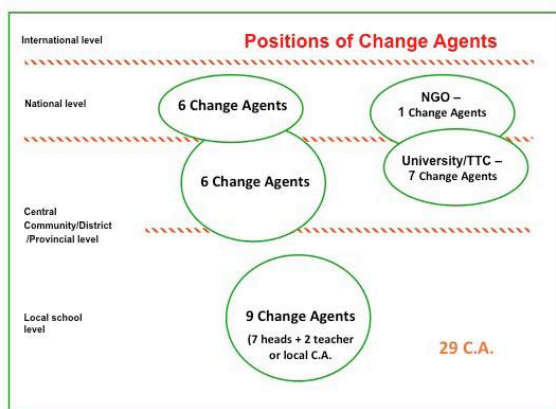 International level
Positions of Change Agents
National level
6 Change Agents
NGO –
1 Change Agents
6 Change Agents
University/TTC –
7 Change Agents
Central
Community/District
/Provincial level
Local school
level
9 Change Agents
(7 heads + 2 teacher
or local C.A.
29 C.A.